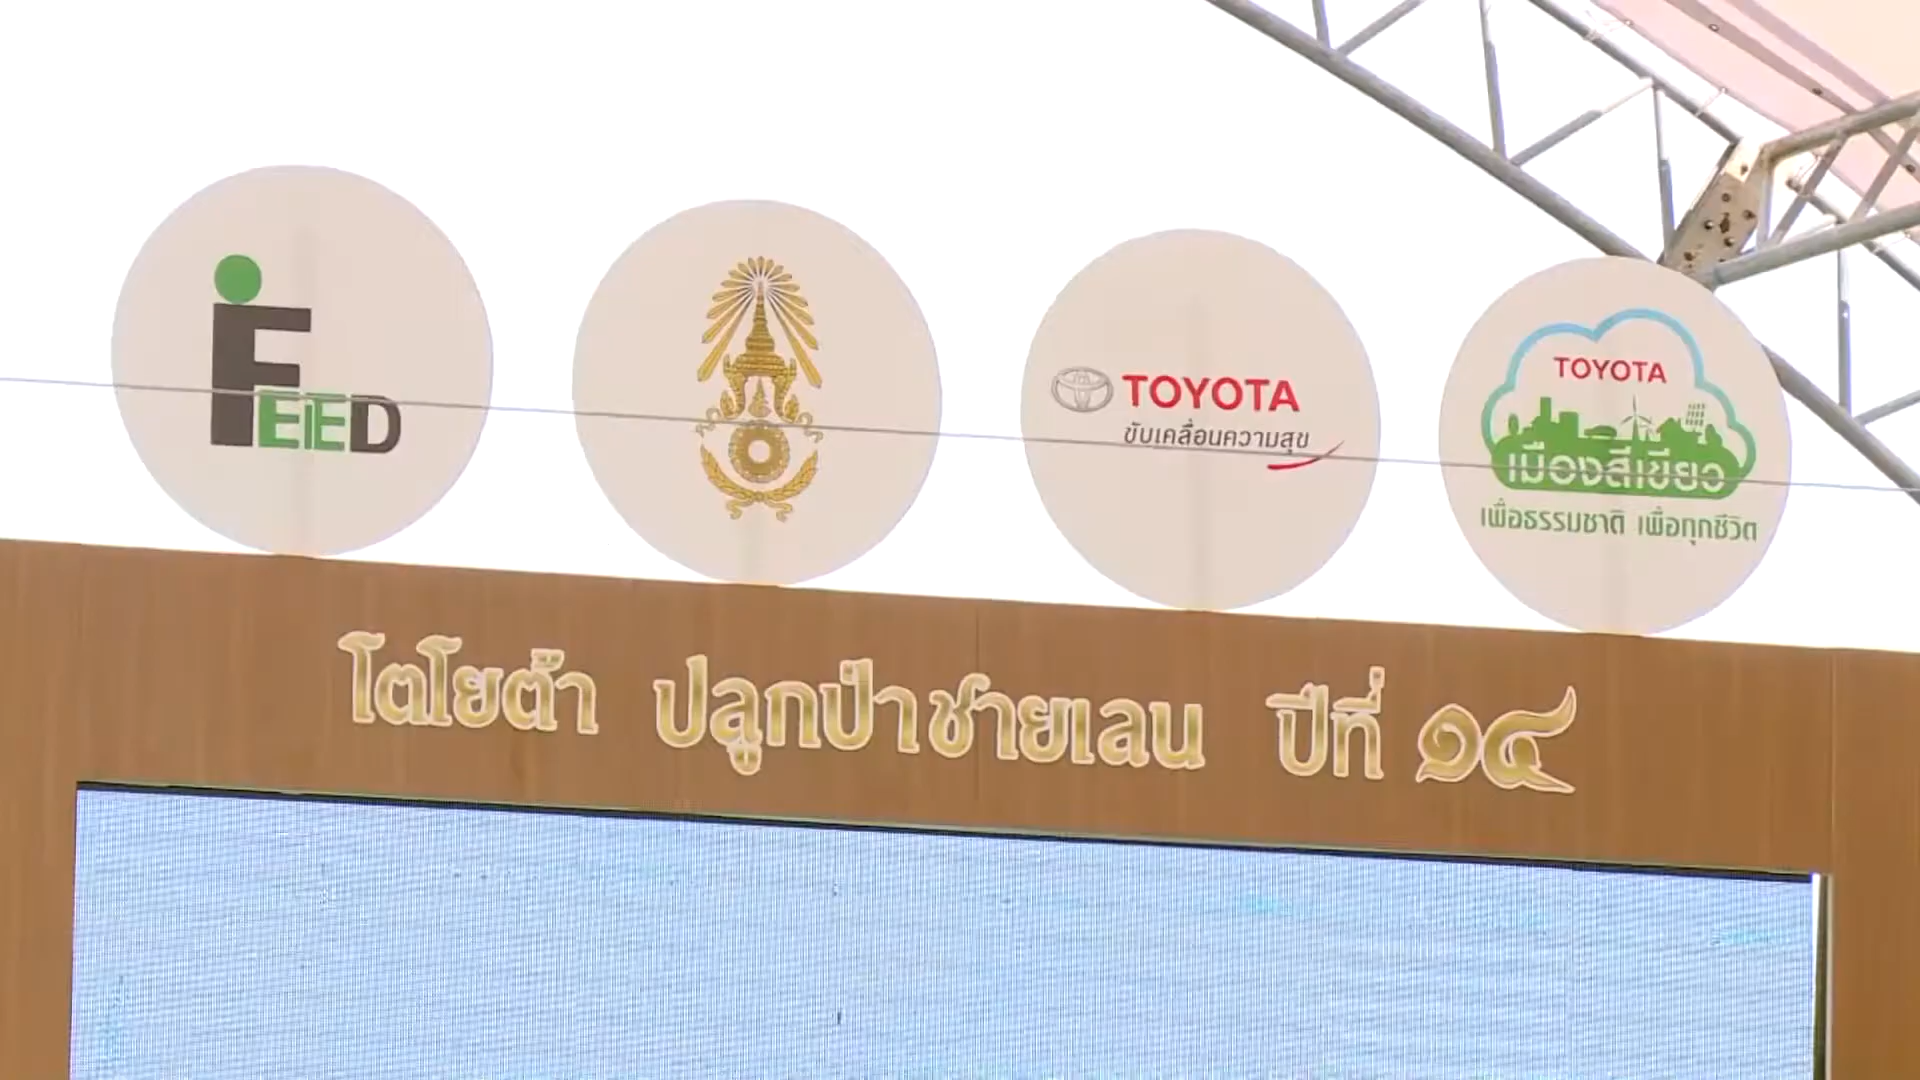 iFEED
TOYOTA
ขับเคลื่อนความสุข
TOYOTA
เมืองสีเขียว
เพื่อธรรมชาติ เพื่อทุกชีวิต
โตโยต้า ปลูกป่าชายเลน ปีที่ ๑๔